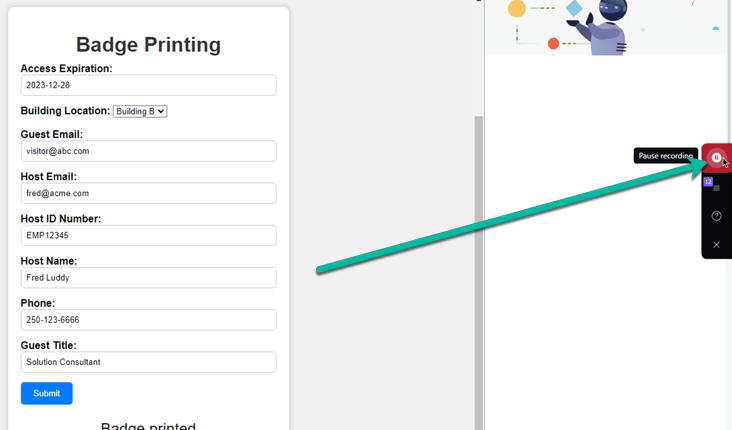 Badge Printing
Access Expiration:
2023-12-28
Building Location: Building B
Guest Email:
visitor@abc.com
Host Email:
fred@acme.com
Host ID Number:
EMP12345
Host Name:
Fred Luddy
Phone:
250-123-6666
Guest Title:
Solution Consultant
Submit
Badge printed
Pause recording
12